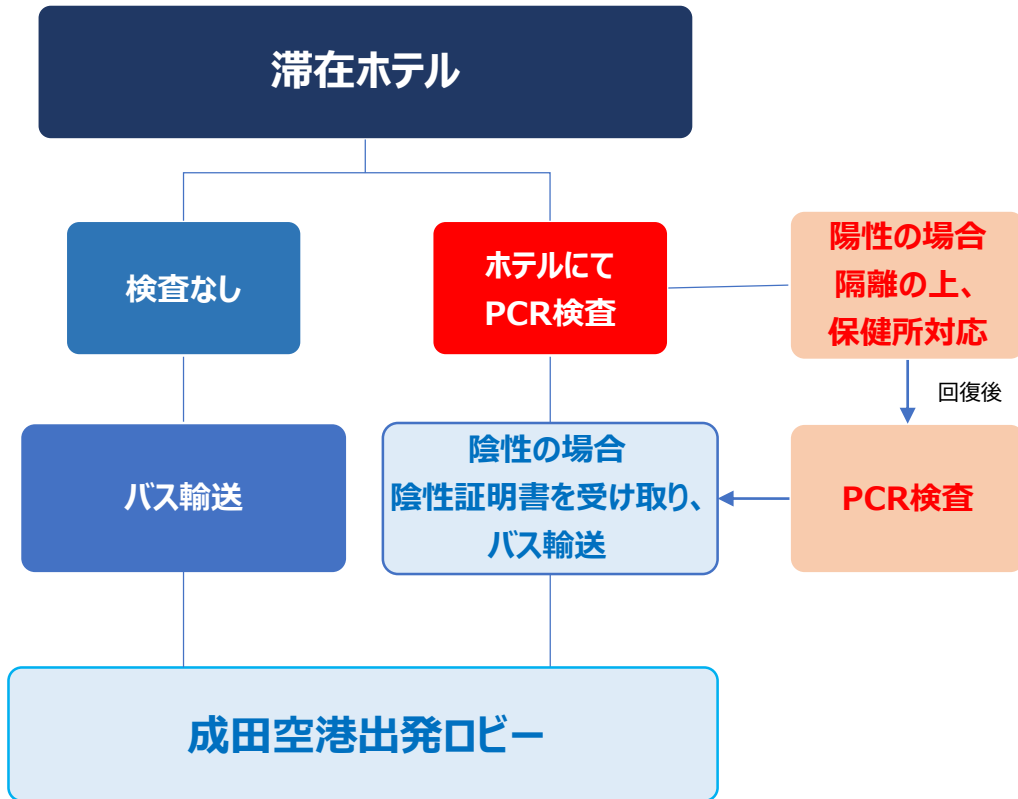 滞在ホテル
検査なし
ホテルにて
PCR検査
陽性の場合
隔離の上、
保健所対応
回復後
バス輸送
陰性の場合
陰性証明書を受け取り、
バス輸送
PCR検査
成田空港出発ロビー